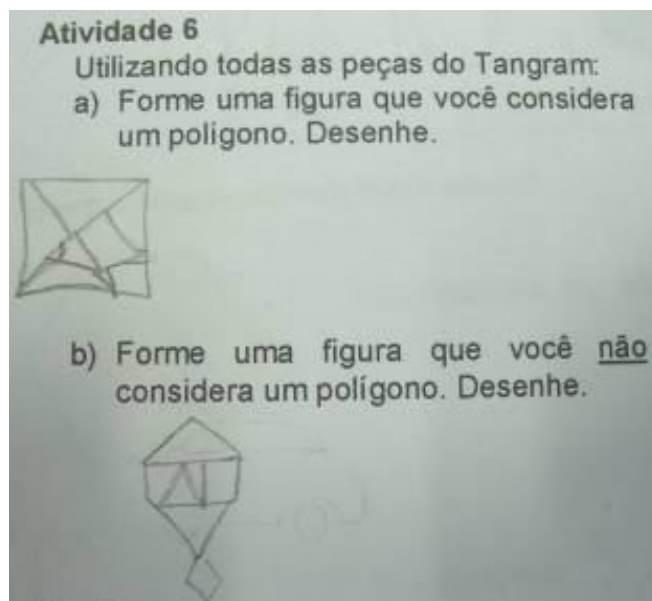 Atividade 6
Utilizando todas as peças do Tangram:
a) Forme uma figura que você considera
um polígono. Desenhe.
b) Forme uma figura que você não
considera um polígono. Desenhe.